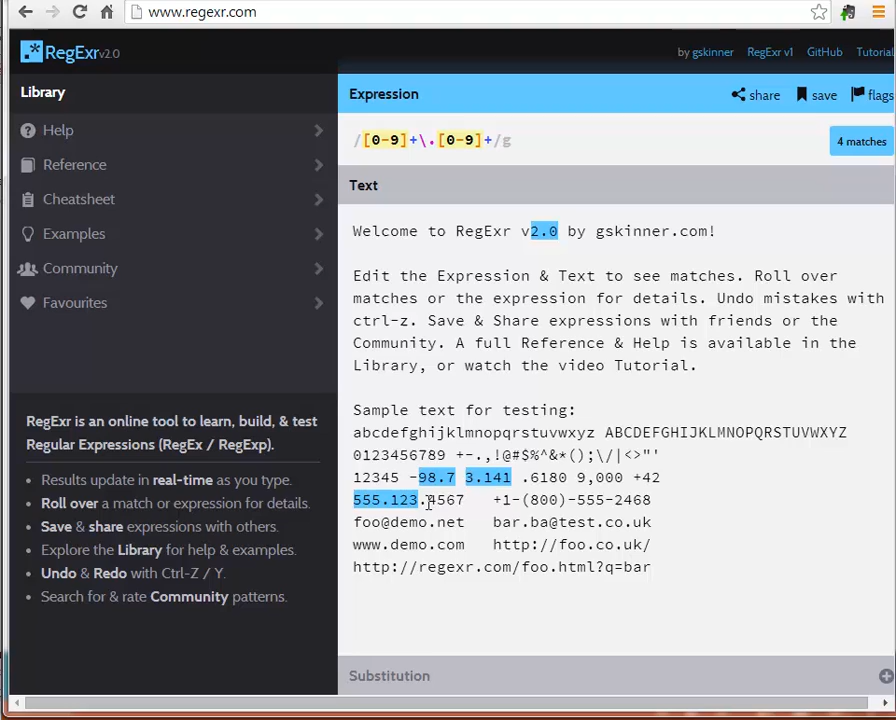 www.regexr.com
RegExr v2.0
by gskinner RegExr v1 GitHub Tutorial
Library
Help
Reference
Cheatsheet
Examples
Community
Favourites
RegExr is an online tool to learn, build, & test
Regular Expressions (RegEx / RegExp).
Results update in real-time as you type.
Roll over a match or expression for details.
Save & share expressions with others.
Explore the Library for help & examples.
Undo & Redo with Ctrl-Z / Y.
Search for & rate Community patterns.
Expression
share save flags
/[0-9]+\.[0-9]+/g
4 matches
Text
Welcome to RegExr v2.0 by gskinner.com!
Edit the Expression & Text to see matches. Roll over
matches or the expression for details. Undo mistakes with
ctrl-z. Save & Share expressions with friends or the
Community. A full Reference & Help is available in the
Library, or watch the video Tutorial.
Sample text for testing:
abcdefghijklmnopqrstuvwxyz ABCDEFGHIJKLMNOPQRSTUVWXYZ
0123456789 +-.,!@#$%^&*();\/|<>"'
12345 -98.7 3.141 .6180 9,000 +42
555.123.4567 +1-(800)-555-2468
foo@demo.net bar.ba@test.co.uk
www.demo.com http://foo.co.uk/
http://regexr.com/foo.html?q=bar
Substitution